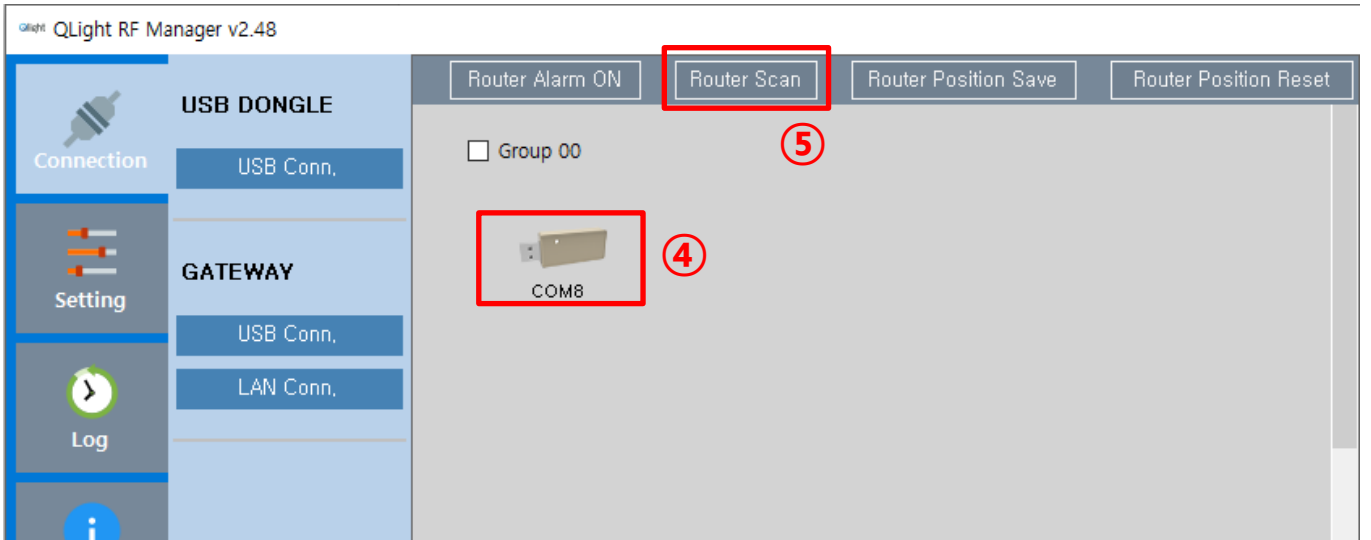 QLight QLight RF Manager v2.48
Router Alarm ON Router Scan Router Position Save Router Position Reset
⑤
Connection
USB DONGLE
USB Conn,
Group 00
④
COM8
Setting
GATEWAY
USB Conn,
LAN Conn,
Log
i